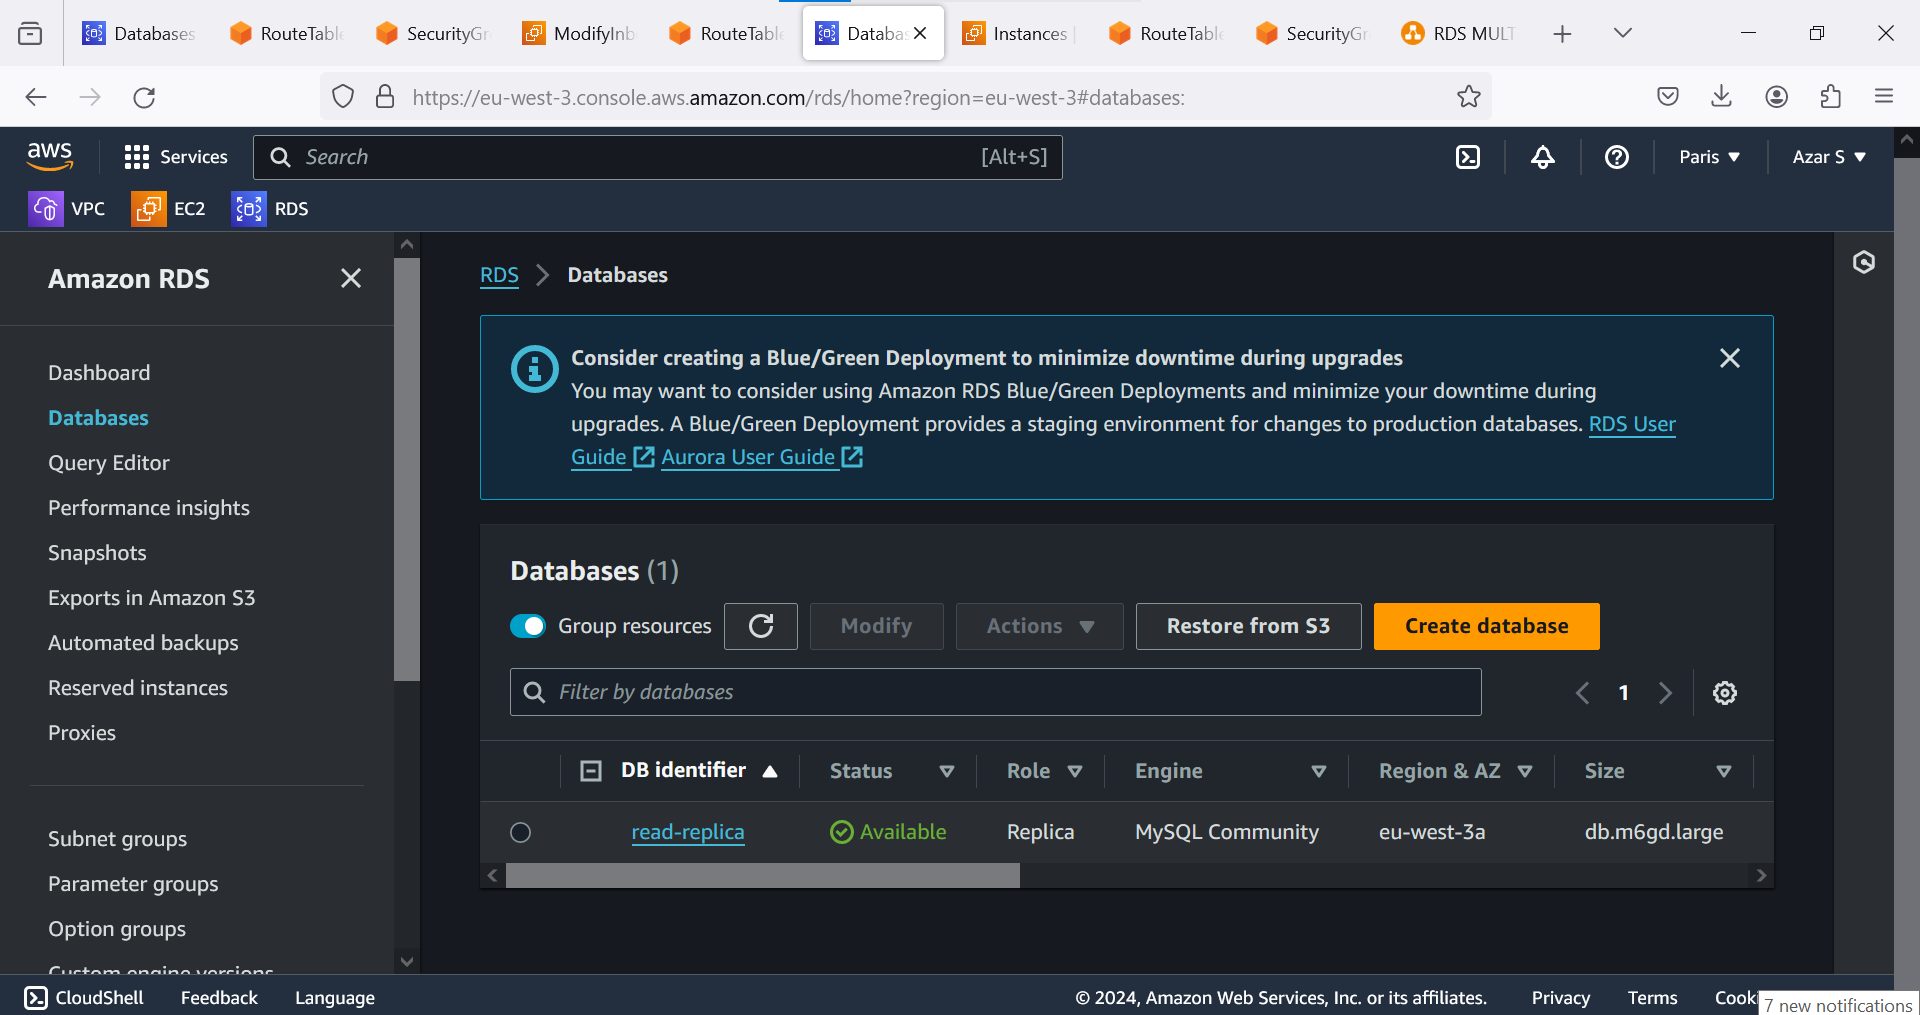 Databases
RouteTable
SecurityGr
ModifyInb
RouteTable
Databas
Instances |
RouteTable
SecurityGr
RDS MULT
https://eu-west-3.console.aws.amazon.com/rds/home?region=eu-west-3#databases:
aws
Services
Search
[Alt+S]
Paris
Azar S
VPC
EC2
RDS
Amazon RDS
Dashboard
Databases
Query Editor
Performance insights
Snapshots
Exports in Amazon S3
Automated backups
Reserved instances
Proxies
Subnet groups
Parameter groups
Option groups
Custom engine versions
RDS
Databases
Consider creating a Blue/Green Deployment to minimize downtime during upgrades
You may want to consider using Amazon RDS Blue/Green Deployments and minimize your downtime during
upgrades. A Blue/Green Deployment provides a staging environment for changes to production databases. RDS User
Guide Aurora User Guide
Databases (1)
Group resources
Modify
Actions
Restore from S3
Create database
Filter by databases
1
DB identifier
Status
Role
Engine
Region & AZ
Size
read-replica
Available
Replica
MySQL Community
eu-west-3a
db.m6gd.large
CloudShell
Feedback
Language
© 2024, Amazon Web Services, Inc. or its affiliates.
Privacy
Terms
Cooki
7 new notifications